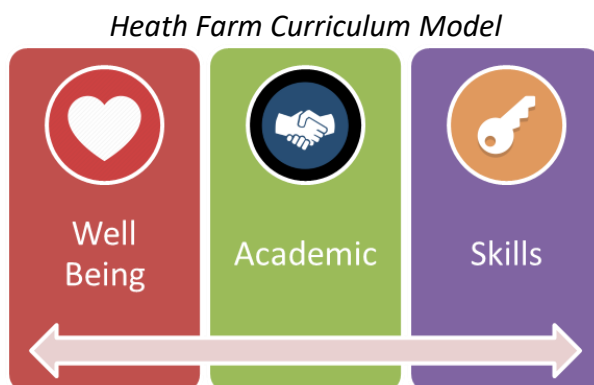 Heath Farm Curriculum Model
Well
Being
Academic
Skills